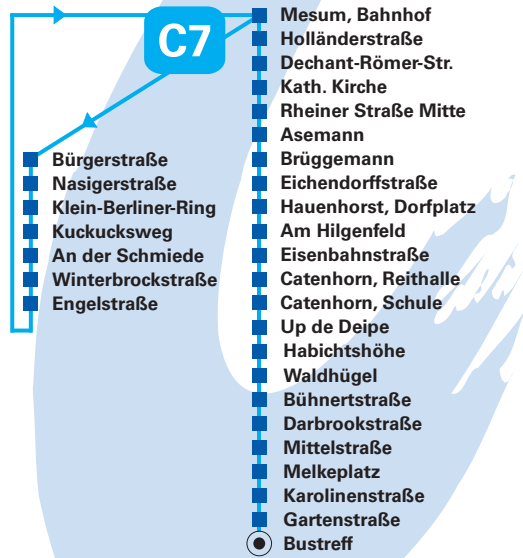 C7
Mesum, Bahnhof
Holländerstraße
Dechant-Römer-Str.
Kath. Kirche
Rheiner Straße Mitte
Asemann
Brüggemann
Eichendorffstraße
Hauenhorst, Dorfplatz
Am Hilgenfeld
Eisenbahnstraße
Catenhorn, Reithalle
Catenhorn, Schule
Up de Deipe
Habichtshöhe
Waldhügel
Bühnertstraße
Darbrookstraße
Mittelstraße
Melkeplatz
Karolinenstraße
Gartenstraße
Bustreff
Bürgerstraße
Nasigerstraße
Klein-Berliner-Ring
Kuckucksweg
An der Schmiede
Winterbrockstraße
Engelstraße